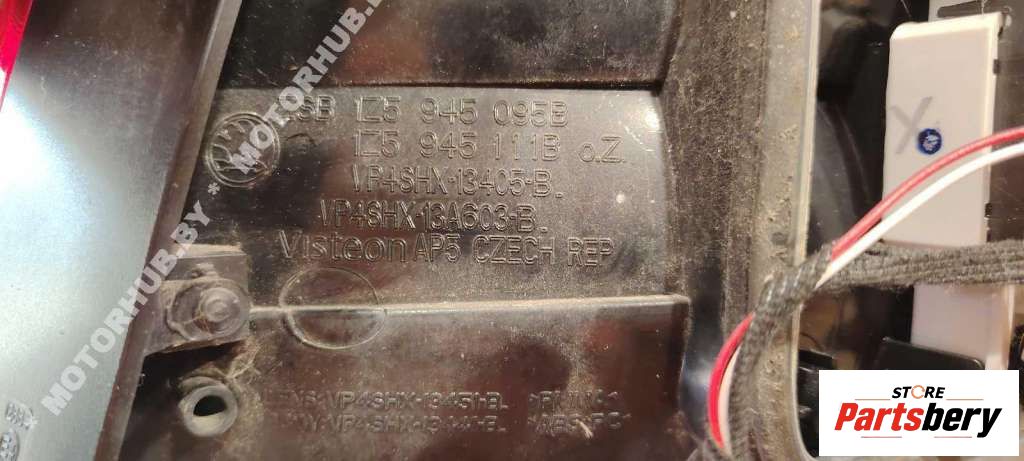 MOTORHUB.BY * MOTORHUB.BY
1Z5 945 095B
1Z5 945 111B o.Z.
VP4SHX-13405-B
VP4SHX-13A603-B
Visteon AP5 CZECH REP
X
STORE
Partsbery